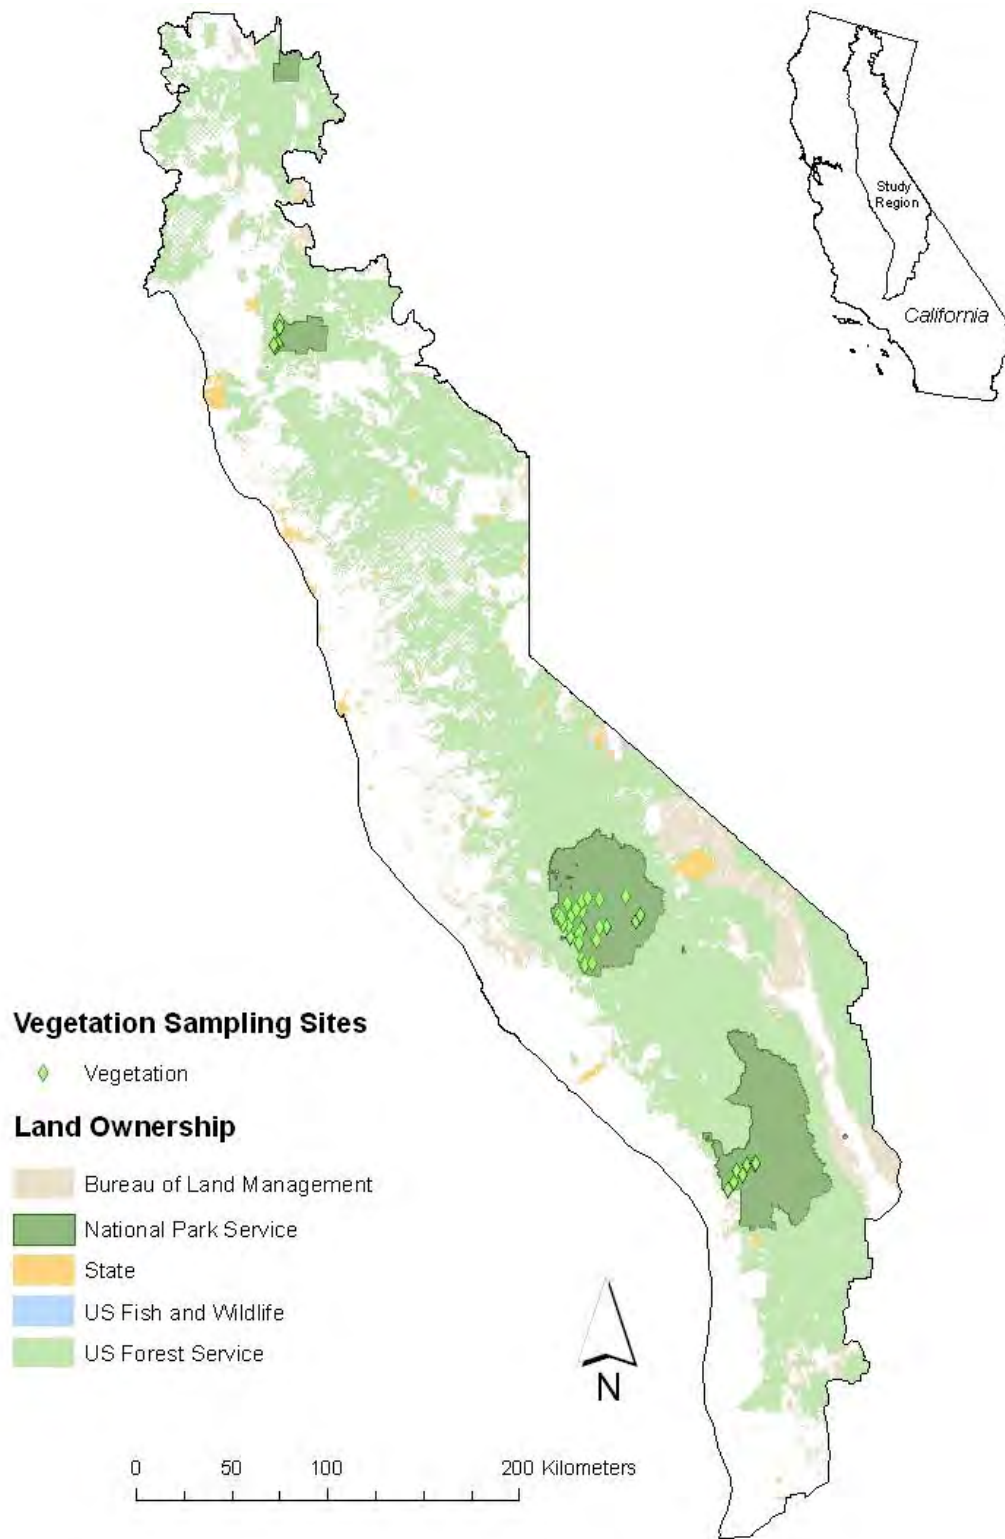 Study
Region
California
Vegetation Sampling Sites
Vegetation
Land Ownership
Bureau of Land Management
National Park Service
State
US Fish and Wildlife
US Forest Service
N
0 50 100 200 Kilometers